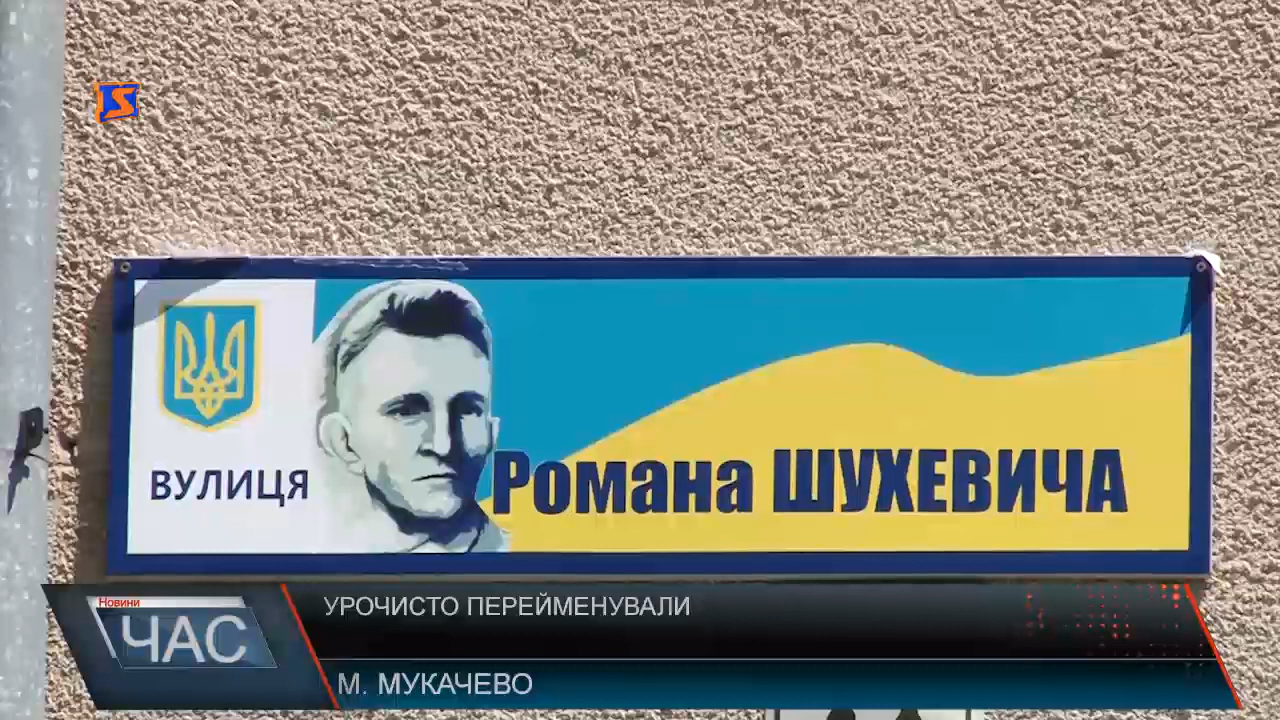 ВУЛИЦЯ
Романа ШУХЕВИЧА
Новини
ЧАС
УРОЧИСТО ПЕРЕЙМЕНУВАЛИ
М. МУКАЧЕВО